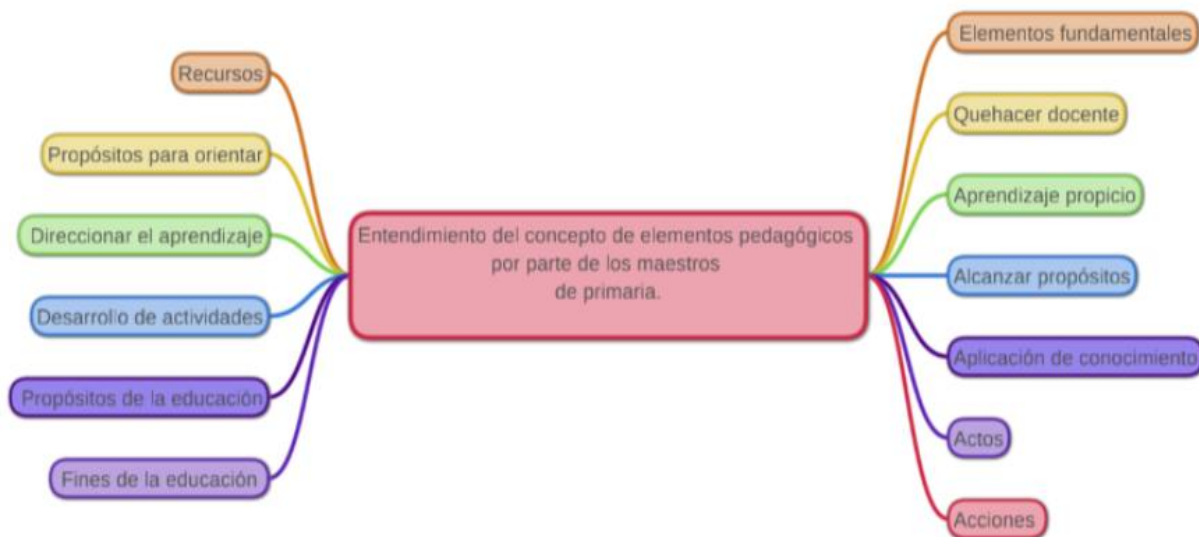 Recursos
Propósitos para orientar
Direccionar el aprendizaje
Desarrollo de actividades
Propósitos de la educación
Fines de la educación
Entendimiento del concepto de elementos pedagógicos
por parte de los maestros
de primaria.
Elementos fundamentales
Quehacer docente
Aprendizaje propicio
Alcanzar propósitos
Aplicación de conocimiento
Actos
Acciones